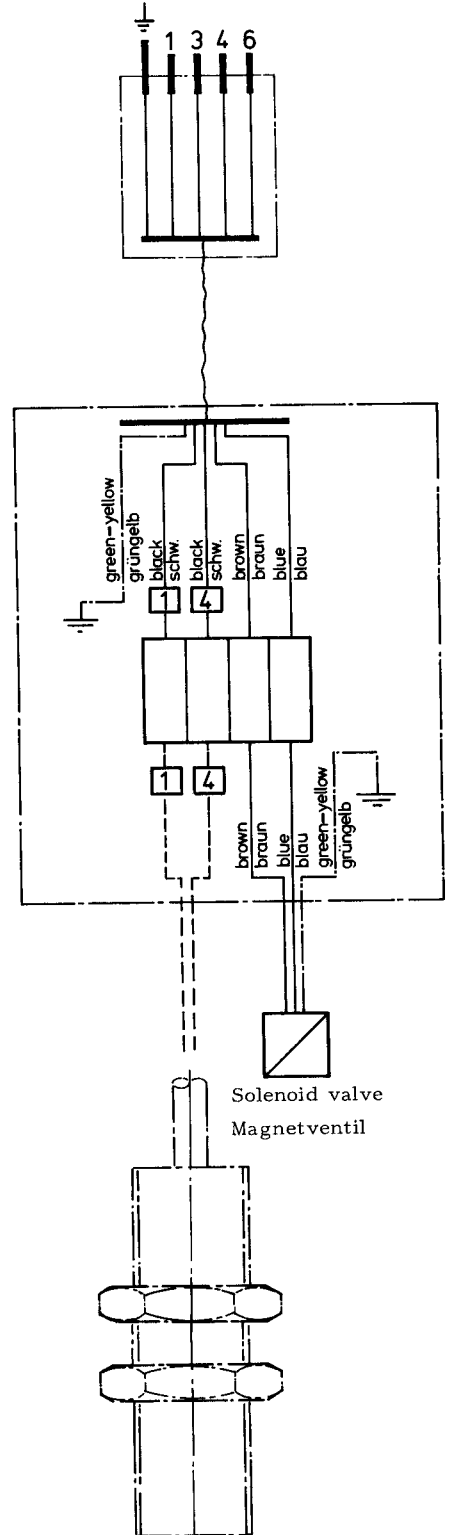 1 3 4 6
green-yellow
grüngelb
black
schw.
black
schw.
brown
braun
blue
blau
1 4
1 4
brown
braun
blue
blau
green-yellow
grüngelb
Solenoid valve
Magnetventil